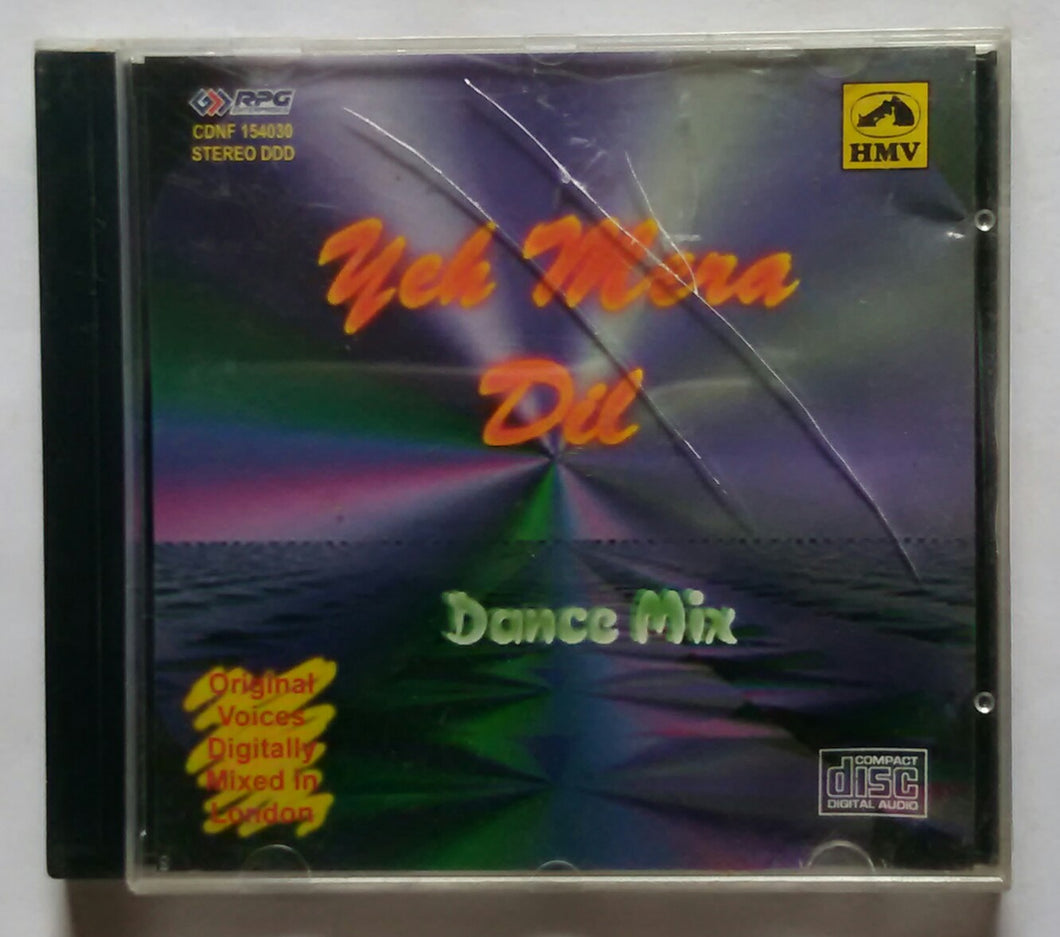 RPG
CDNF 154030
STEREO DDD
HMV
Yeh Mera
Dil
Dance Mix
Original
Voices
Digitally
Mixed In
London
COMPACT
disc
DIGITAL AUDIO